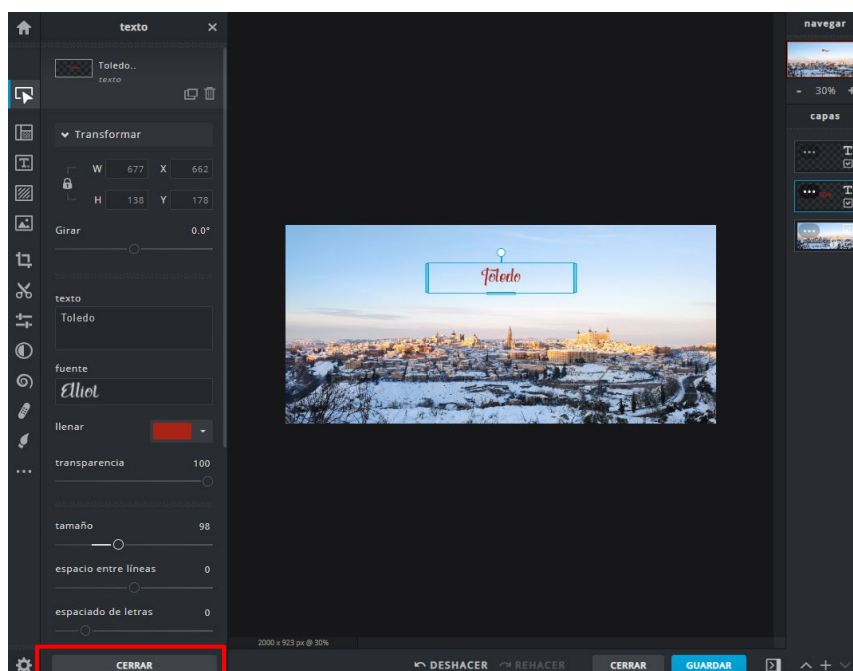 texto
Toledo..
texto
Transformar
W 677 X 662
H 138 Y 178
Girar 0.0°
texto
Toledo
fuente
Elliot
llenar
transparencia 100
tamaño 98
espacio entre líneas 0
espaciado de letras 0
CERRAR
Toledo
2000 x 923 px @ 30%
DESHACER REHACER CERRAR GUARDAR
navegar
- 30% +
capas
T
T